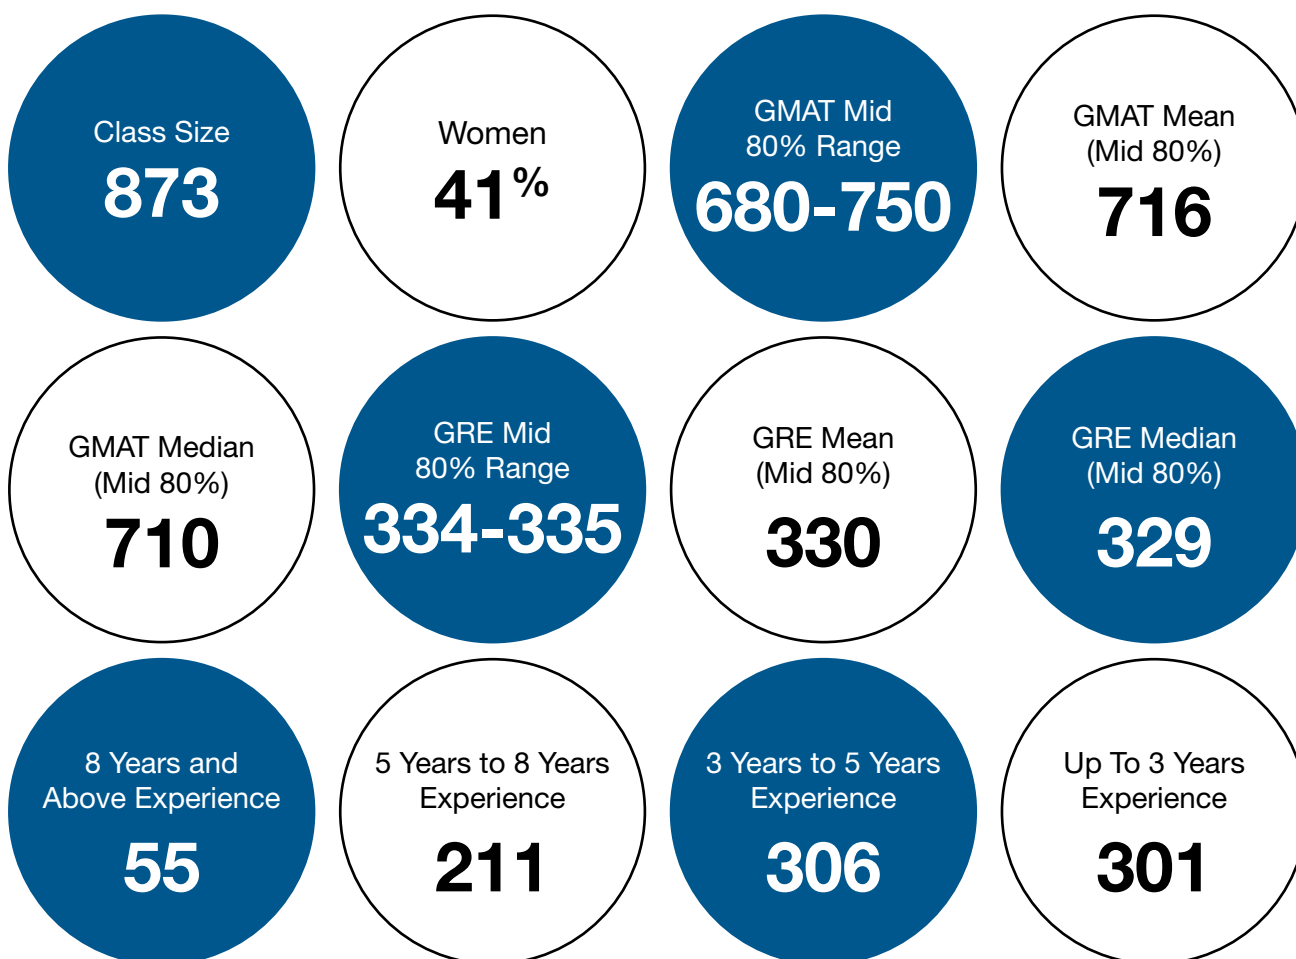 Class Size
873
Women
41%
GMAT Mid
80% Range
680-750
GMAT Mean
(Mid 80%)
716
GMAT Median
(Mid 80%)
710
GRE Mid
80% Range
334-335
GRE Mean
(Mid 80%)
330
GRE Median
(Mid 80%)
329
8 Years and
Above Experience
55
5 Years to 8 Years
Experience
211
3 Years to 5 Years
Experience
306
Up To 3 Years
Experience
301